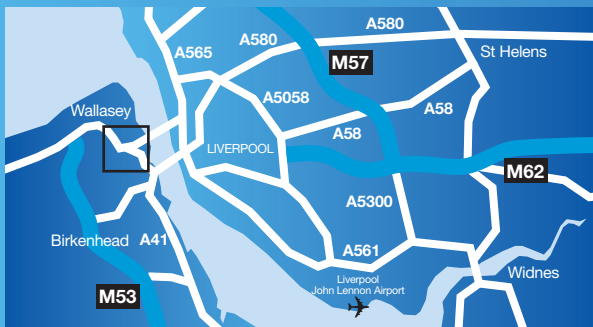 A580
A580
A565
St Helens
M57
A5058
Wallasey
A58
A58
LIVERPOOL
M62
A5300
Birkenhead
A41
A561
Widnes
Liverpool
John Lennon Airport
M53